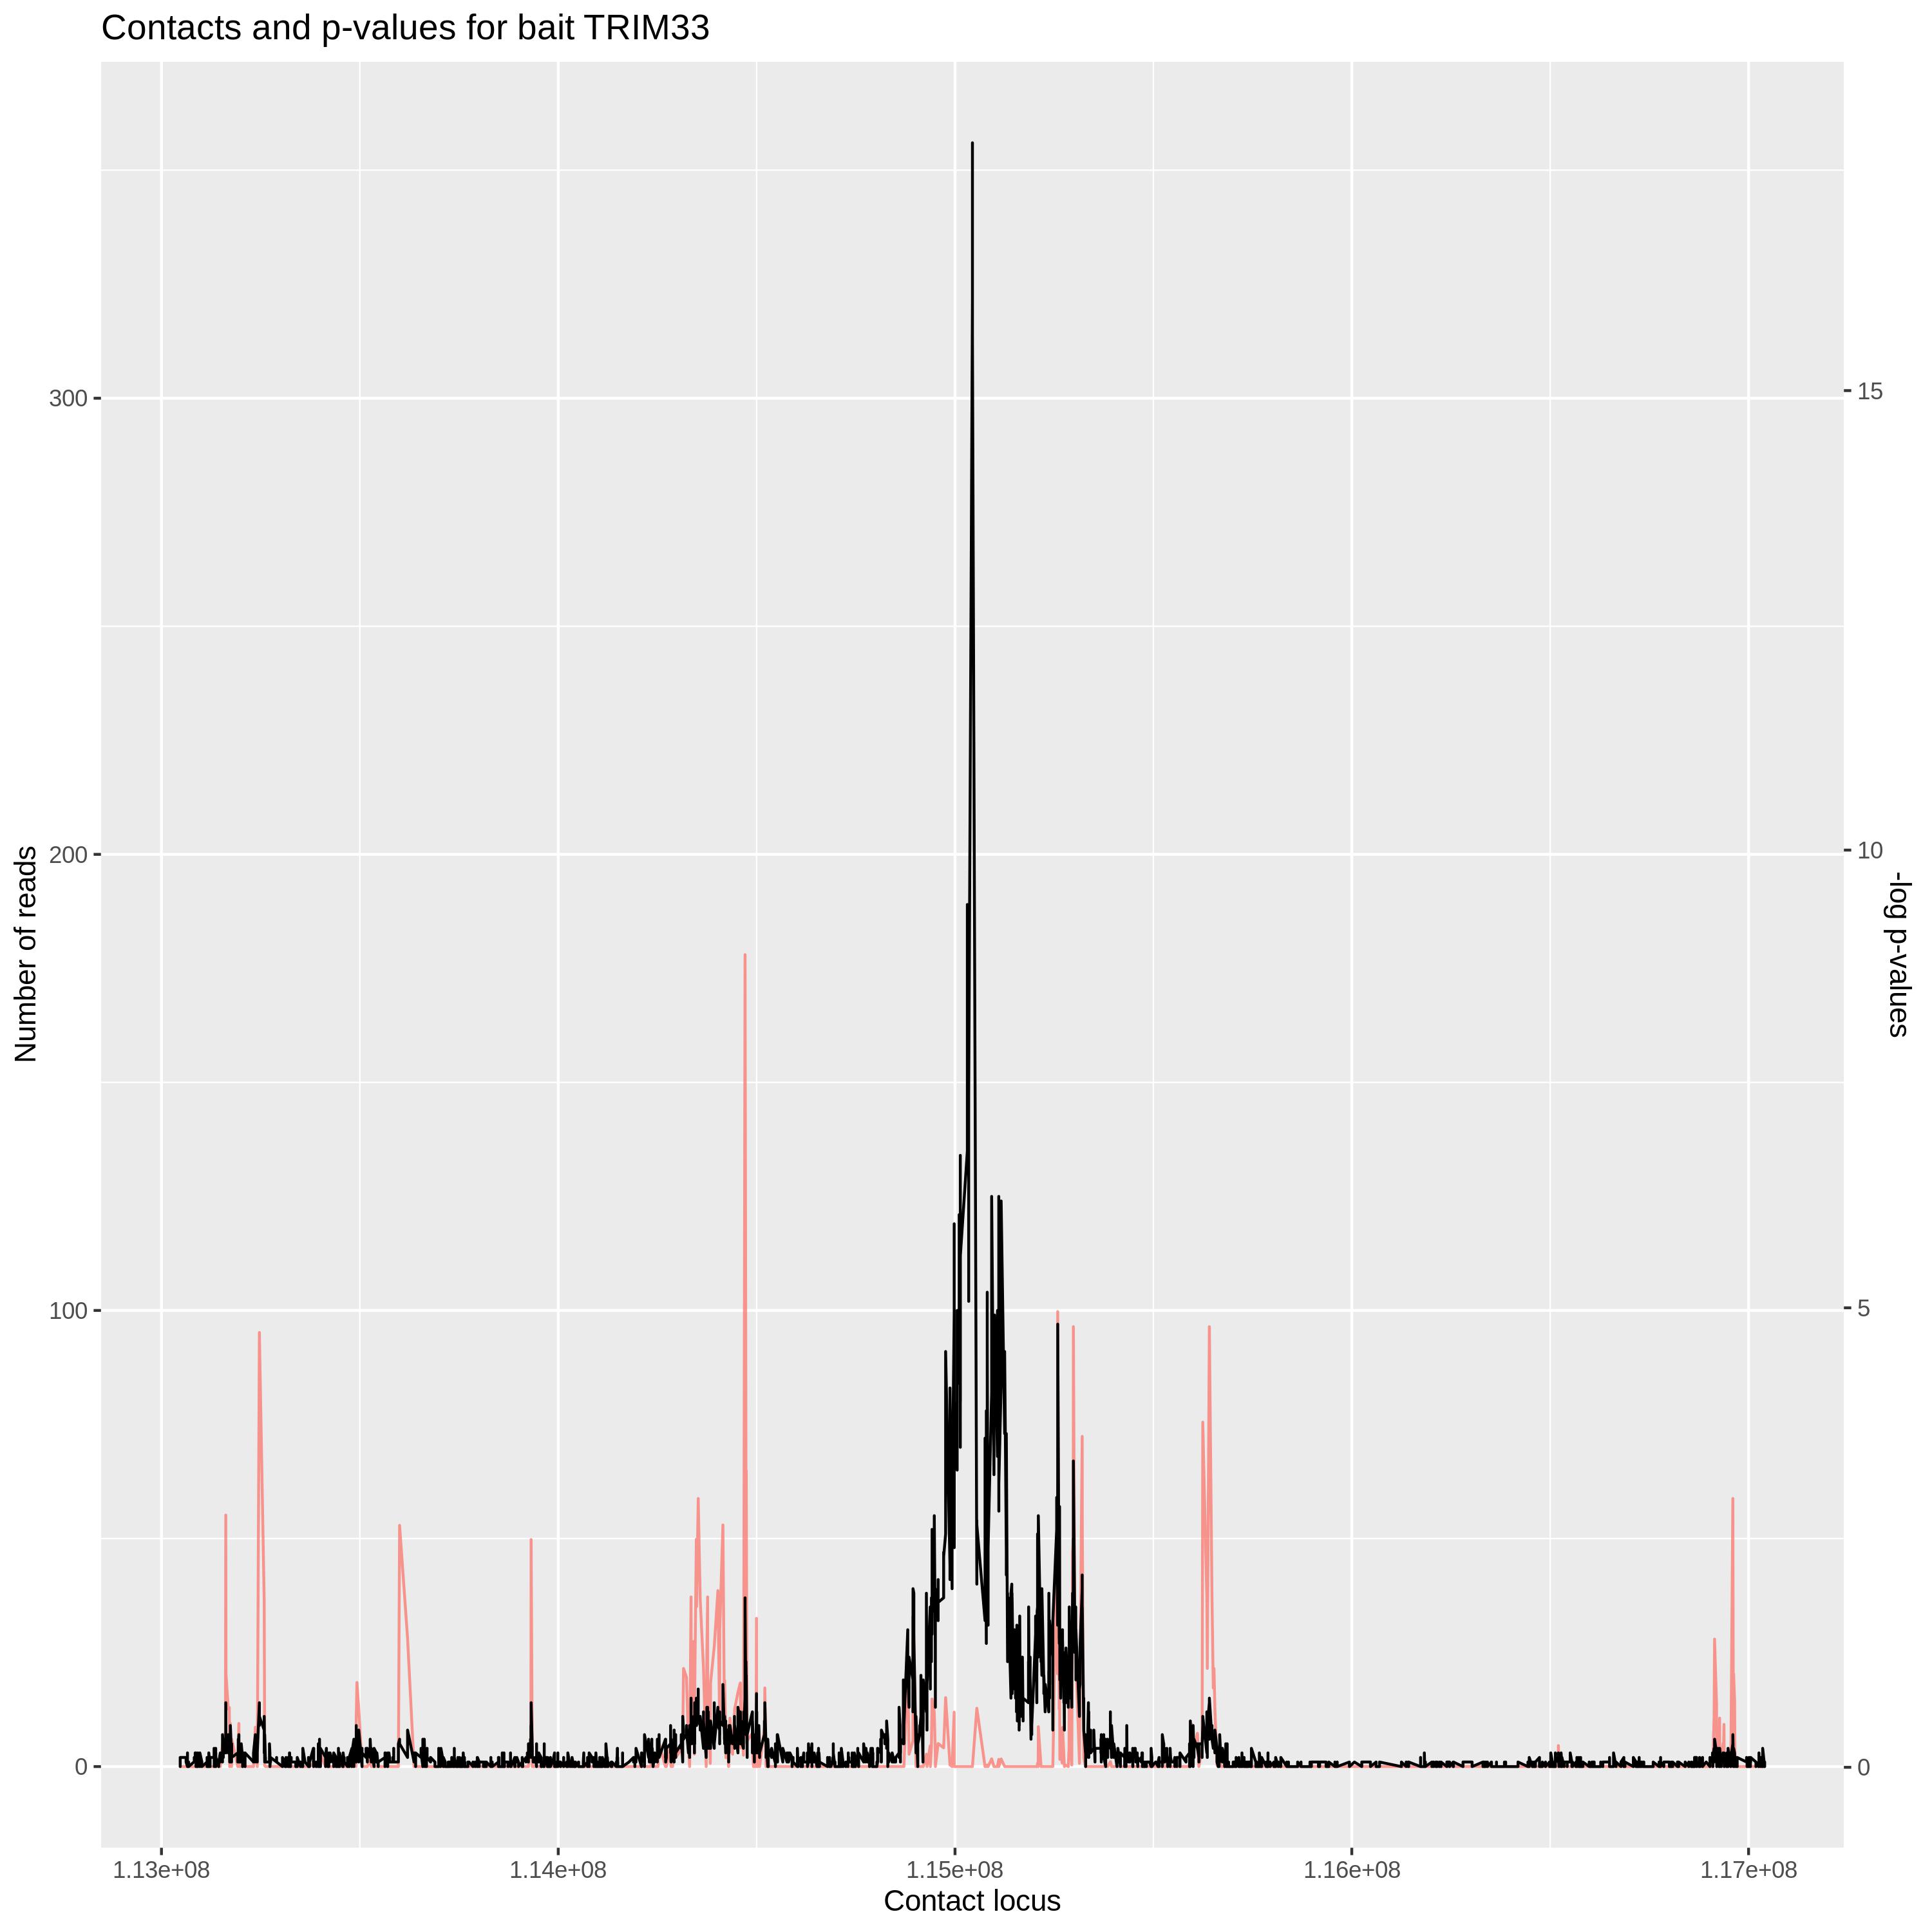 Contacts and p-values for bait TRIM33
Number of reads
300
200
100
0
15
10
5
0
-log p-values
1.13e+08
1.14e+08
1.15e+08
1.16e+08
1.17e+08
Contact locus